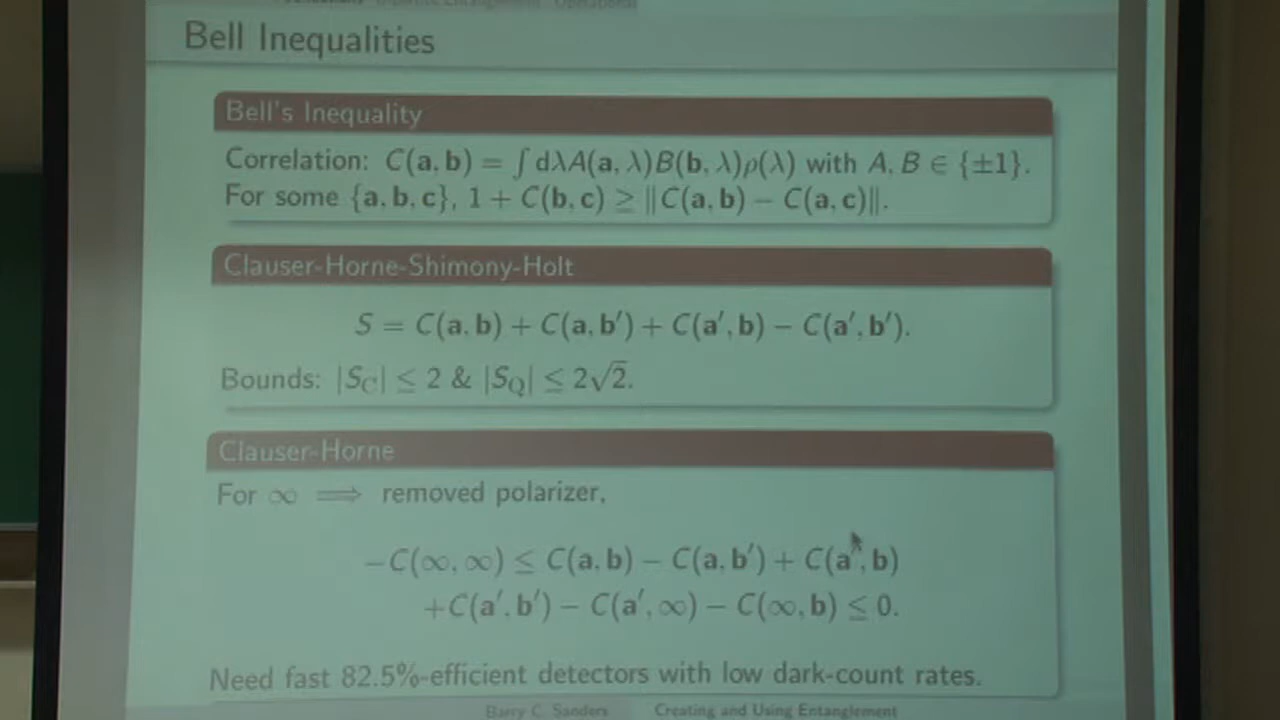 Bell Inequalities
Bell's Inequality
Correlation: C(a, b) = ∫ dλA(a, λ)B(b, λ)ρ(λ) with A, B ∈ {±1}.
For some {a, b, c}, 1 + C(b, c) ≥ ‖C(a, b) − C(a, c)‖.
Clauser-Horne-Shimony-Holt
S = C(a, b) + C(a, b′) + C(a′, b) − C(a′, b′).
Bounds: |S_C| ≤ 2 & |S_Q| ≤ 2√2.
Clauser-Horne
For ∞ ⟹ removed polarizer,
−C(∞, ∞) ≤ C(a, b) − C(a, b′) + C(a′, b)
+C(a′, b′) − C(a′, ∞) − C(∞, b) ≤ 0.
Need fast 82.5%-efficient detectors with low dark-count rates.
Barry C. Sanders Creating and Using Entanglement